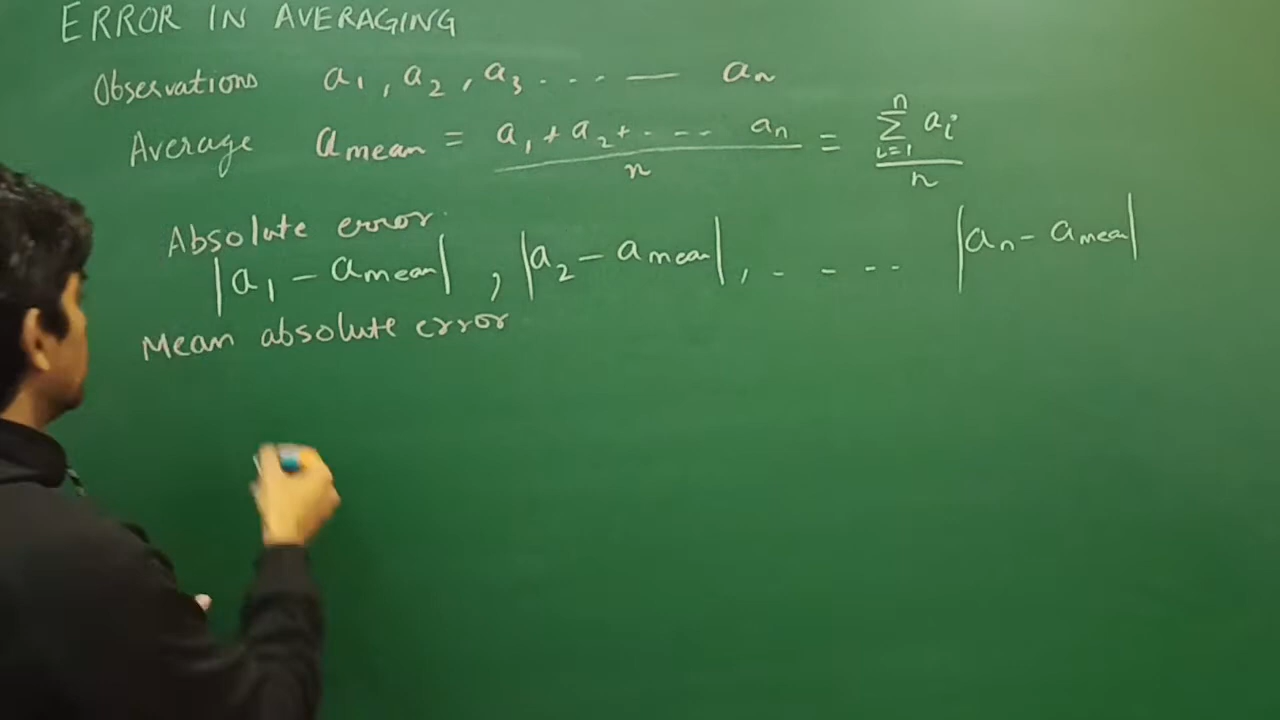 ERROR IN AVERAGING
Observations a₁, a₂, a₃ . . . . . — aₙ
Average a_mean = (a₁ + a₂ + . . . . aₙ)/n = (∑_{i=1}^{n} aᵢ)/n
Absolute error.
|a₁ − a_mean| , |a₂ − a_mean| , . . . . . |aₙ − a_mean|
Mean absolute error